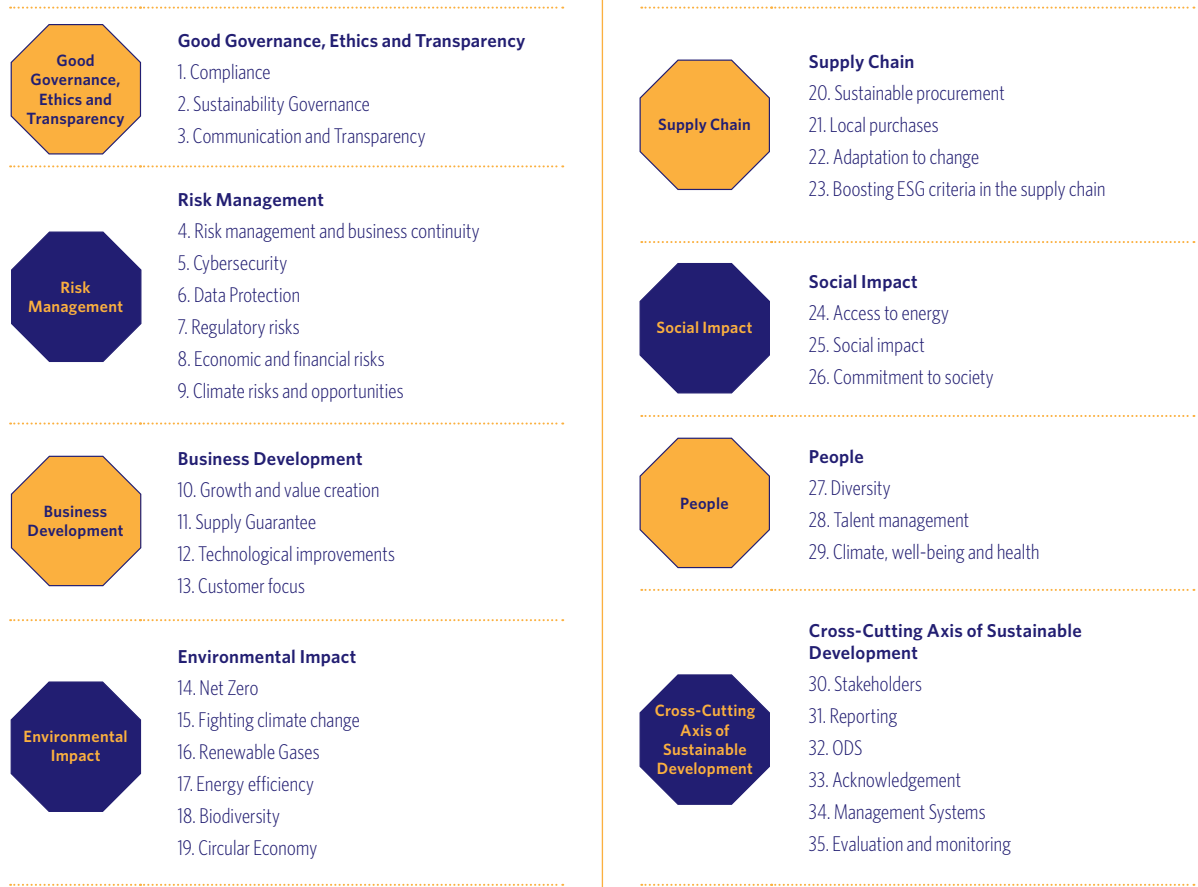 Good
Governance,
Ethics and
Transparency
Good Governance, Ethics and Transparency
1. Compliance
2. Sustainability Governance
3. Communication and Transparency
Risk
Management
Risk Management
4. Risk management and business continuity
5. Cybersecurity
6. Data Protection
7. Regulatory risks
8. Economic and financial risks
9. Climate risks and opportunities
Business
Development
Business Development
10. Growth and value creation
11. Supply Guarantee
12. Technological improvements
13. Customer focus
Environmental
Impact
Environmental Impact
14. Net Zero
15. Fighting climate change
16. Renewable Gases
17. Energy efficiency
18. Biodiversity
19. Circular Economy
Supply Chain
Supply Chain
20. Sustainable procurement
21. Local purchases
22. Adaptation to change
23. Boosting ESG criteria in the supply chain
Social Impact
Social Impact
24. Access to energy
25. Social impact
26. Commitment to society
People
People
27. Diversity
28. Talent management
29. Climate, well-being and health
Cross-Cutting
Axis of
Sustainable
Development
Cross-Cutting Axis of Sustainable
Development
30. Stakeholders
31. Reporting
32. ODS
33. Acknowledgement
34. Management Systems
35. Evaluation and monitoring